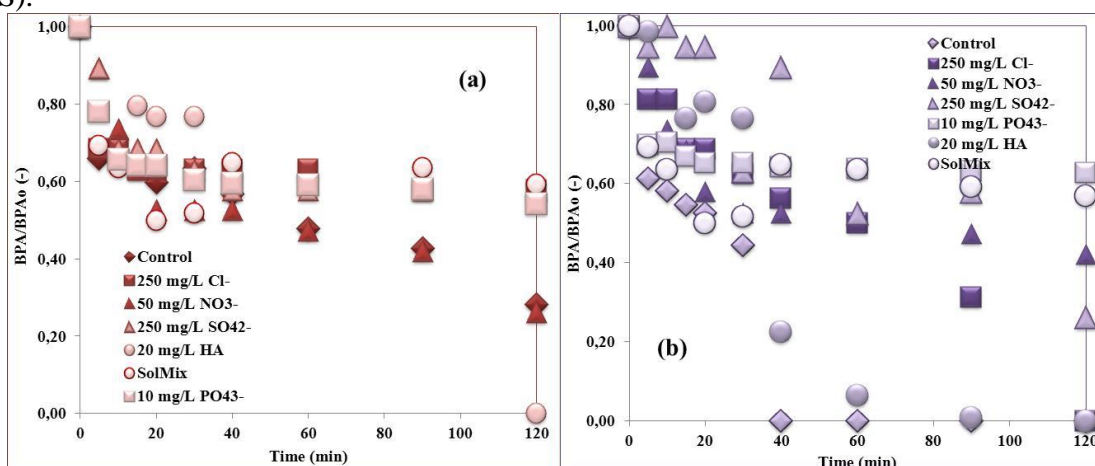 S).
(a)
BPA/BPAo (-)
1,00
0,80
0,60
0,40
0,20
0,00
Control
250 mg/L Cl-
50 mg/L NO3-
250 mg/L SO42-
20 mg/L HA
SolMix
10 mg/L PO43-
0 20 40 60 80 100 120
Time (min)
(b)
BPA/BPAo (-)
1,00
0,80
0,60
0,40
0,20
0,00
Control
250 mg/L Cl-
50 mg/L NO3-
250 mg/L SO42-
10 mg/L PO43-
20 mg/L HA
SolMix
0 20 40 60 80 100 120
Time (min)